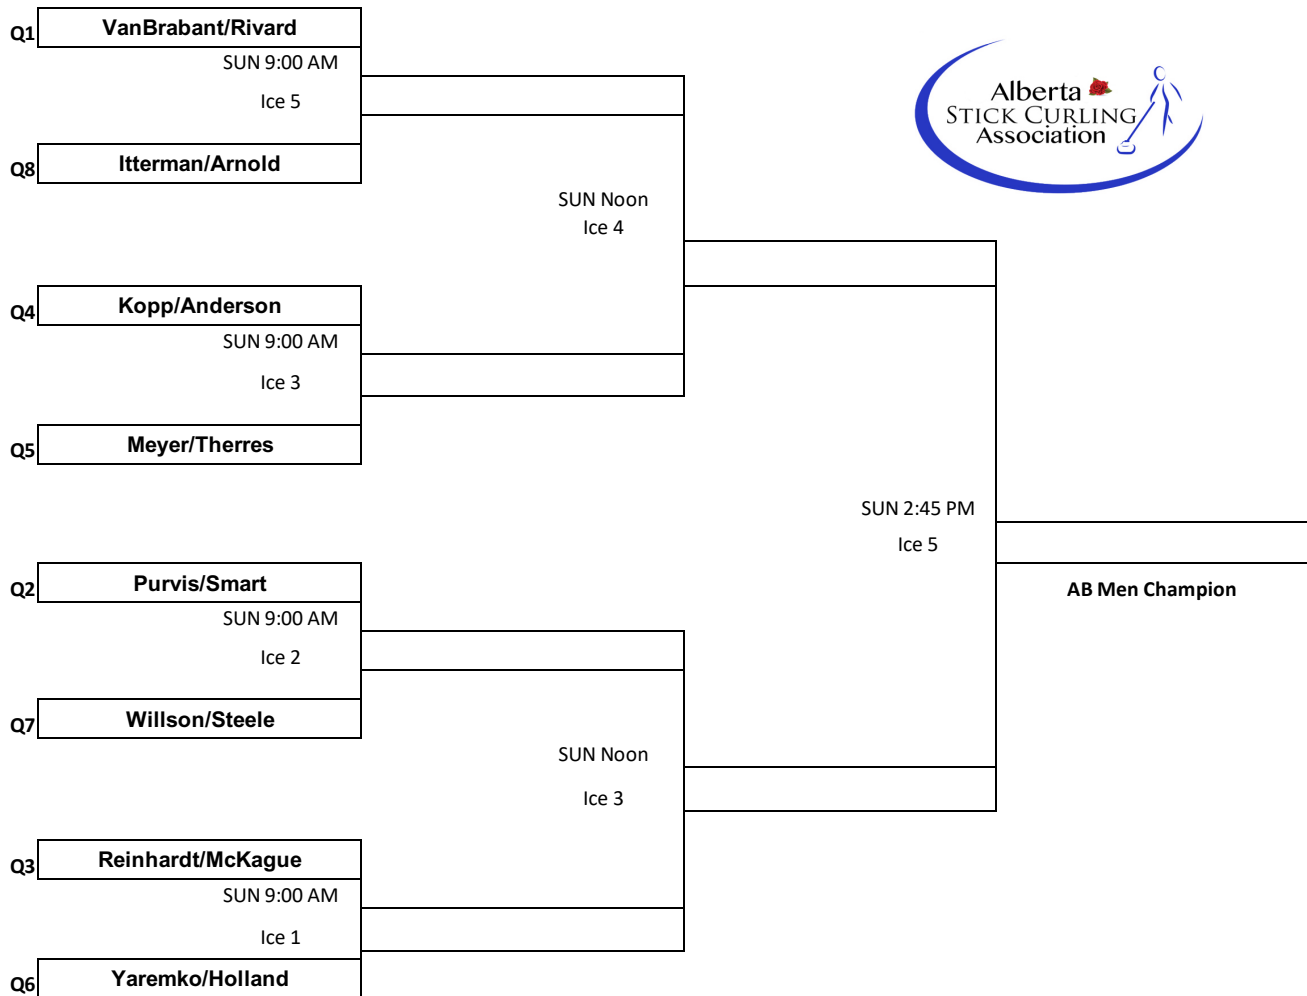 Q1 VanBrabant/Rivard
SUN 9:00 AM
Ice 5
Q8 Itterman/Arnold
Alberta
STICK CURLING
Association
SUN Noon
Ice 4
Q4 Kopp/Anderson
SUN 9:00 AM
Ice 3
Q5 Meyer/Therres
SUN 2:45 PM
Ice 5
AB Men Champion
Q2 Purvis/Smart
SUN 9:00 AM
Ice 2
Q7 Willson/Steele
SUN Noon
Ice 3
Q3 Reinhardt/McKague
SUN 9:00 AM
Ice 1
Q6 Yaremko/Holland